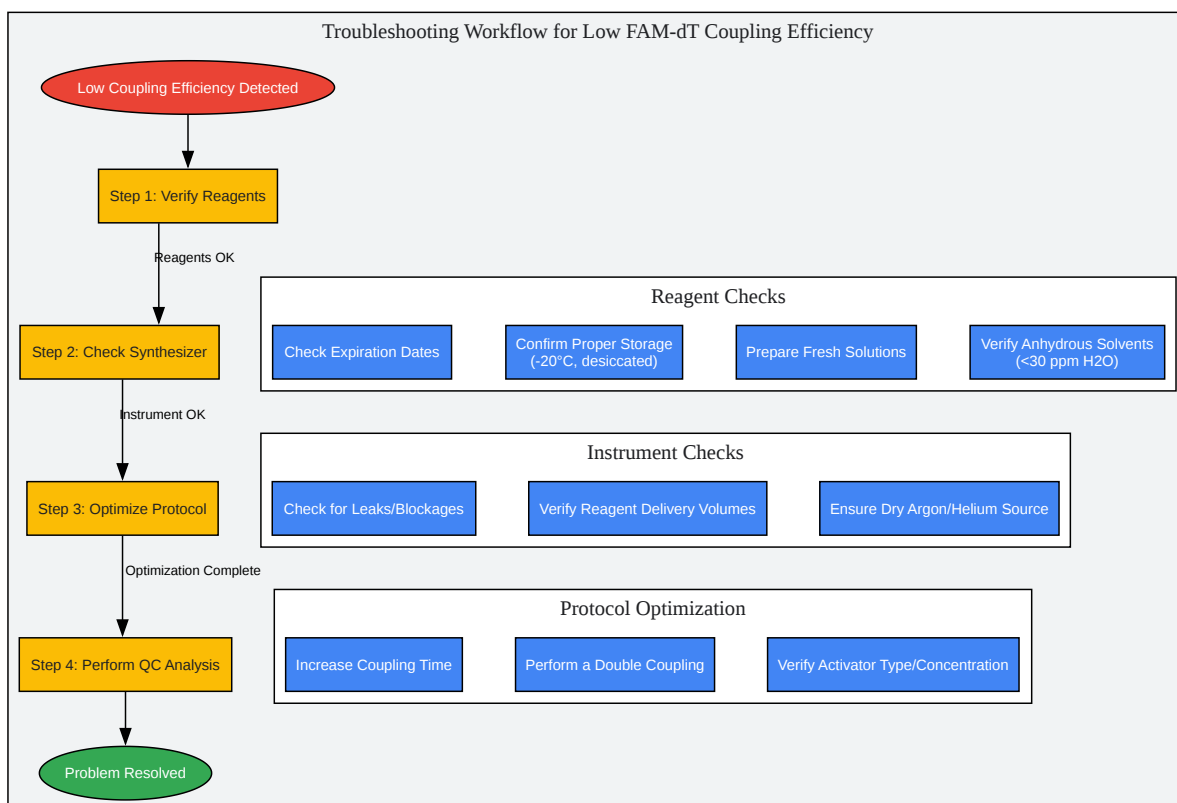 Troubleshooting Workflow for Low FAM-dT Coupling Efficiency
Low Coupling Efficiency Detected
Step 1: Verify Reagents
Reagents OK
Step 2: Check Synthesizer
Instrument OK
Step 3: Optimize Protocol
Optimization Complete
Step 4: Perform QC Analysis
Problem Resolved
Reagent Checks
Check Expiration Dates
Confirm Proper Storage
(-20°C, desiccated)
Prepare Fresh Solutions
Verify Anhydrous Solvents
(<30 ppm H2O)
Instrument Checks
Check for Leaks/Blockages
Verify Reagent Delivery Volumes
Ensure Dry Argon/Helium Source
Protocol Optimization
Increase Coupling Time
Perform a Double Coupling
Verify Activator Type/Concentration